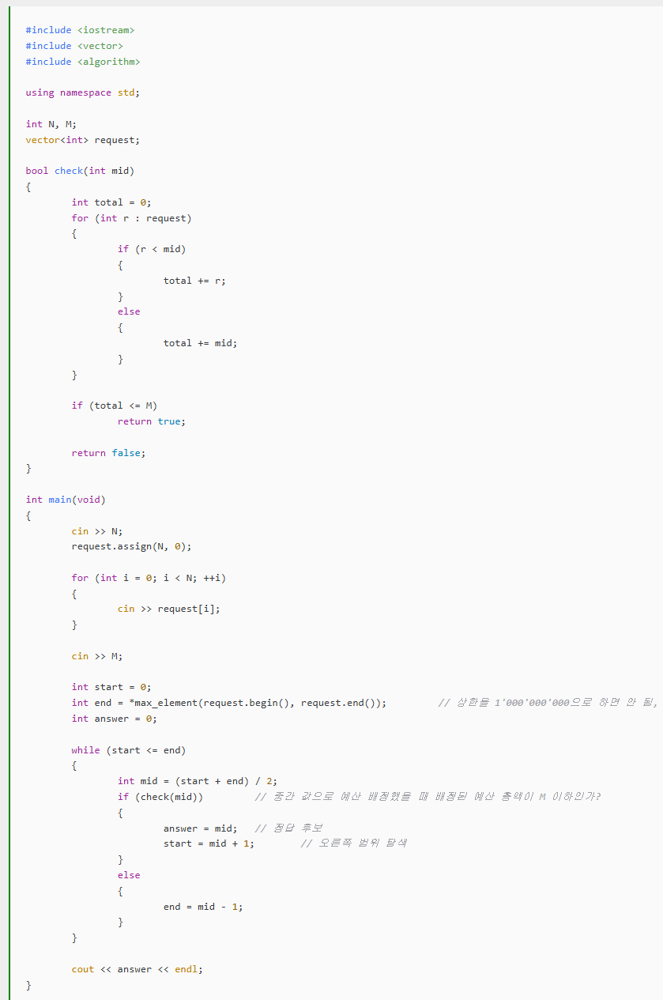 #include <iostream>
#include <vector>
#include <algorithm>
using namespace std;
int N, M;
vector<int> request;
bool check(int mid)
{
int total = 0;
for (int r : request)
{
if (r < mid)
{
total += r;
}
else
{
total += mid;
}
}
if (total <= M)
return true;
return false;
}
int main(void)
{
cin >> N;
request.assign(N, 0);
for (int i = 0; i < N; ++i)
{
cin >> request[i];
}
cin >> M;
int start = 0;
int end = *max_element(request.begin(), request.end()); // 상한을 1'000'000'000으로 하면 안 됨,
int answer = 0;
while (start <= end)
{
int mid = (start + end) / 2;
if (check(mid)) // 중간 값으로 예산 배정했을 때 배정된 예산 총액이 M 이하인가?
{
answer = mid; // 정답 후보
start = mid + 1; // 오른쪽 범위 탐색
}
else
{
end = mid - 1;
}
}
cout << answer << endl;
}